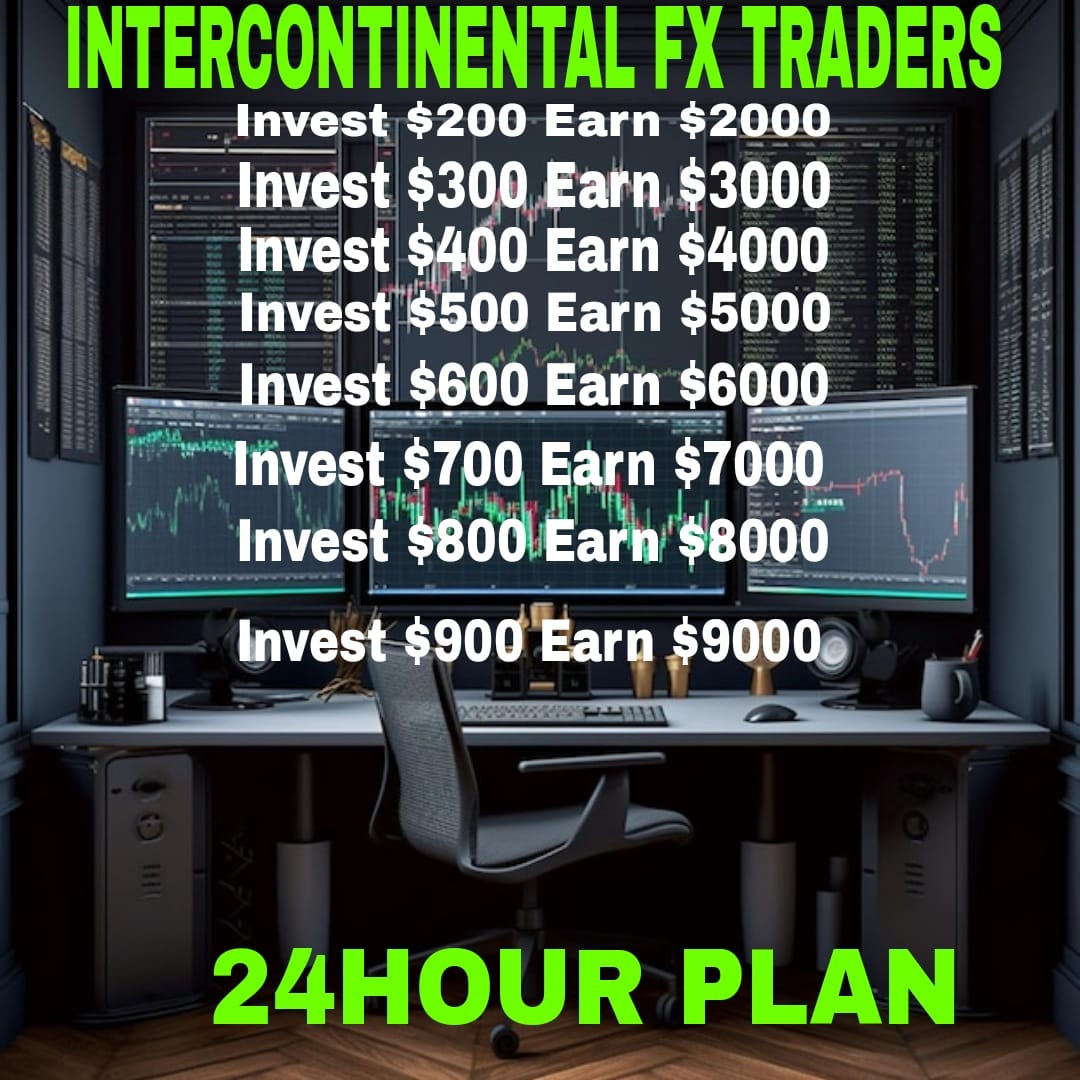 INTERCONTINENTAL FX TRADERS
Invest $200 Earn $2000
Invest $300 Earn $3000
Invest $400 Earn $4000
Invest $500 Earn $5000
Invest $600 Earn $6000
Invest $700 Earn $7000
Invest $800 Earn $8000
Invest $900 Earn $9000
24HOUR PLAN